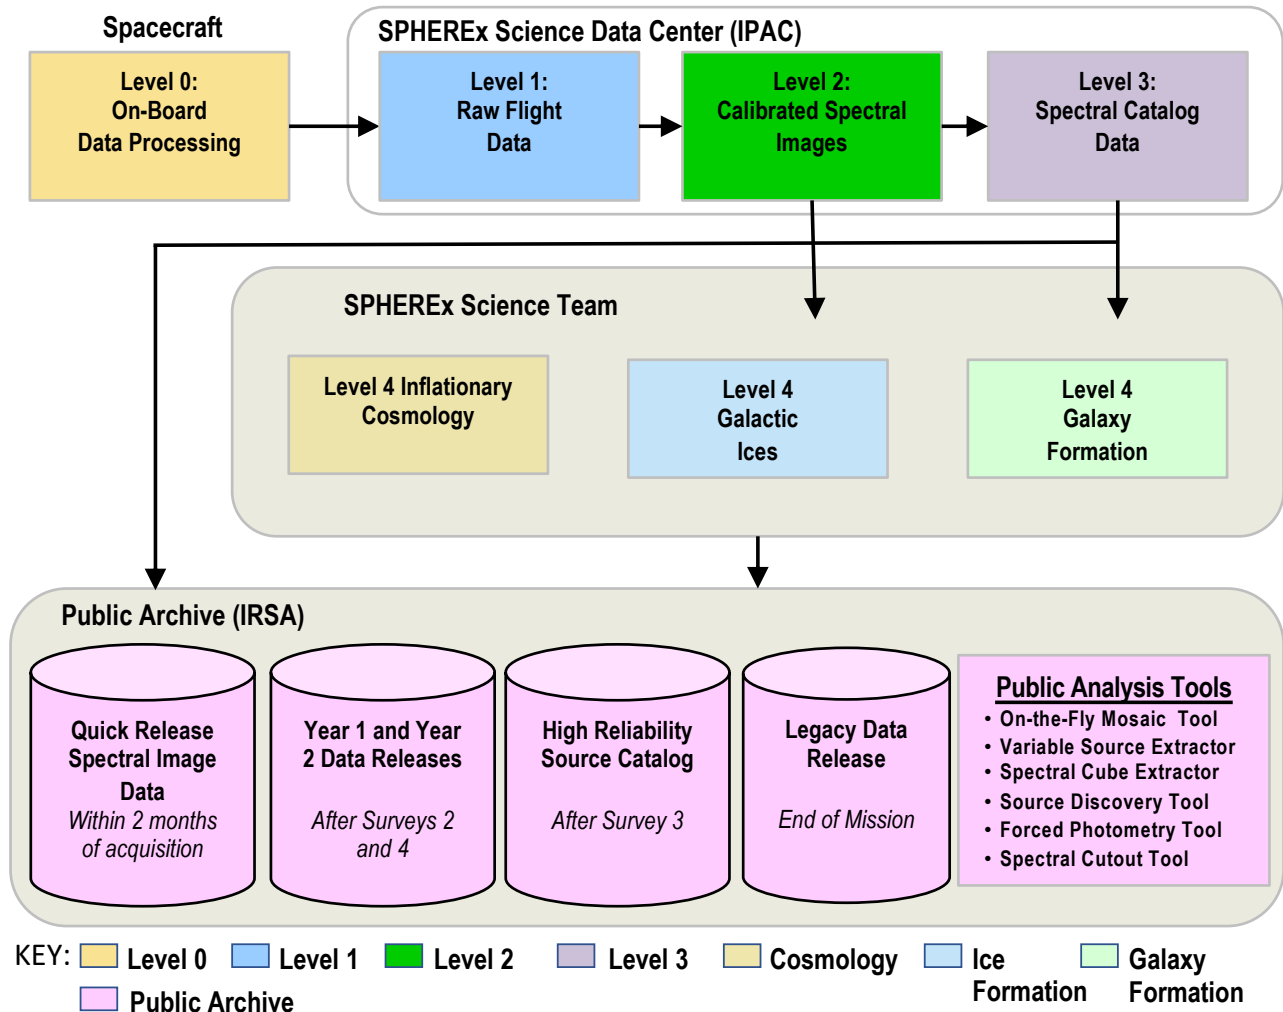 Spacecraft
SPHEREx Science Data Center (IPAC)
Level 0:
On-Board
Data Processing
Level 1:
Raw Flight
Data
Level 2:
Calibrated Spectral
Images
Level 3:
Spectral Catalog
Data
SPHEREx Science Team
Level 4 Inflationary
Cosmology
Level 4
Galactic
Ices
Level 4
Galaxy
Formation
Public Archive (IRSA)
Quick Release
Spectral Image
Data
Within 2 months
of acquisition
Year 1 and Year
2 Data Releases
After Surveys 2
and 4
High Reliability
Source Catalog
After Survey 3
Legacy Data
Release
End of Mission
Public Analysis Tools
• On-the-Fly Mosaic Tool
• Variable Source Extractor
• Spectral Cube Extractor
• Source Discovery Tool
• Forced Photometry Tool
• Spectral Cutout Tool
KEY:
Level 0
Level 1
Level 2
Level 3
Cosmology
Ice
Formation
Galaxy
Formation
Public Archive